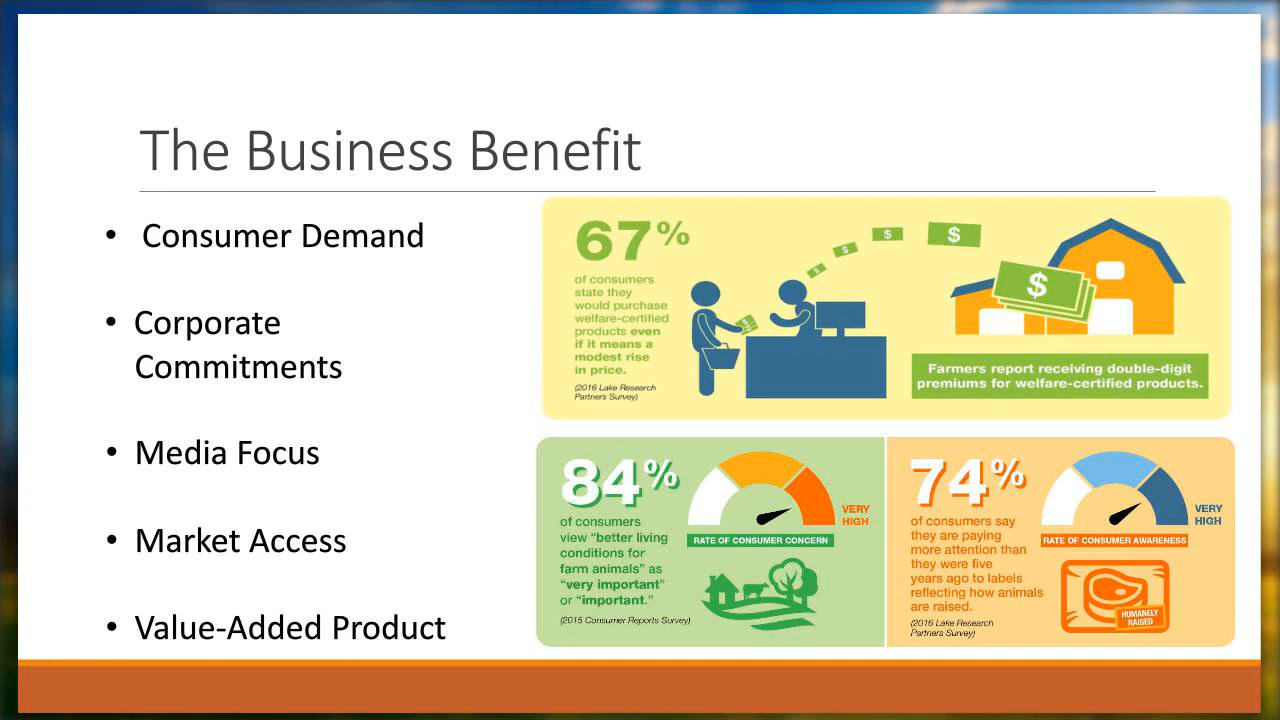 The Business Benefit
• Consumer Demand
• Corporate
Commitments
• Media Focus
• Market Access
• Value-Added Product
67%
of consumers
state they
would purchase
welfare-certified
products even
if it means a
modest rise
in price.
(2016 Lake Research
Partners Survey)
$
$
$
$
$
$
Farmers report receiving double-digit
premiums for welfare-certified products.
84%
of consumers
view "better living
conditions for
farm animals" as
"very important"
or "important."
(2015 Consumer Reports Survey)
VERY
HIGH
RATE OF CONSUMER CONCERN
74%
of consumers say
they are paying
more attention than
they were five
years ago to labels
reflecting how animals
are raised.
(2016 Lake Research
Partners Survey)
VERY
HIGH
RATE OF CONSUMER AWARENESS
HUMANELY
RAISED